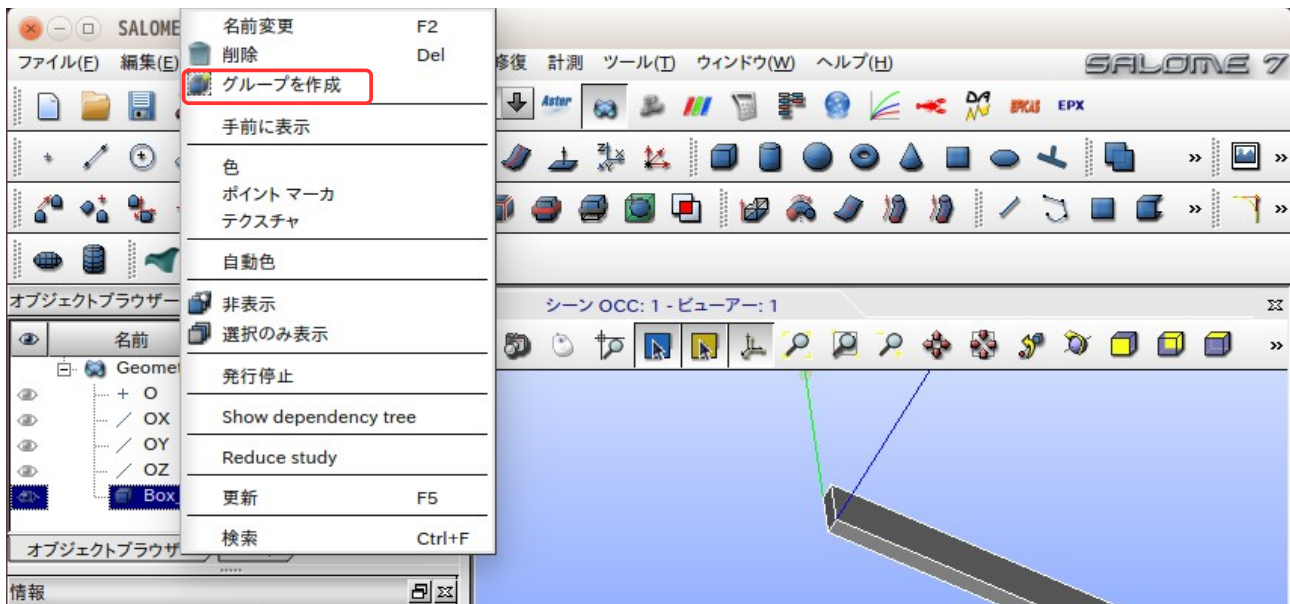 SALOME
ファイル(F) 編集(E) 修復 計測 ツール(T) ウィンドウ(W) ヘルプ(H)
SALOME 7
名前変更 F2
削除 Del
グループを作成
手前に表示
色
ポイント マーカ
テクスチャ
自動色
非表示
選択のみ表示
発行停止
Show dependency tree
Reduce study
更新 F5
検索 Ctrl+F
Aster
EFICAS
EPX
オブジェクトブラウザー
シーン OCC: 1 - ビューアー: 1
名前
Geomet
O
OX
OY
OZ
Box_
オブジェクトブラウザ
情報